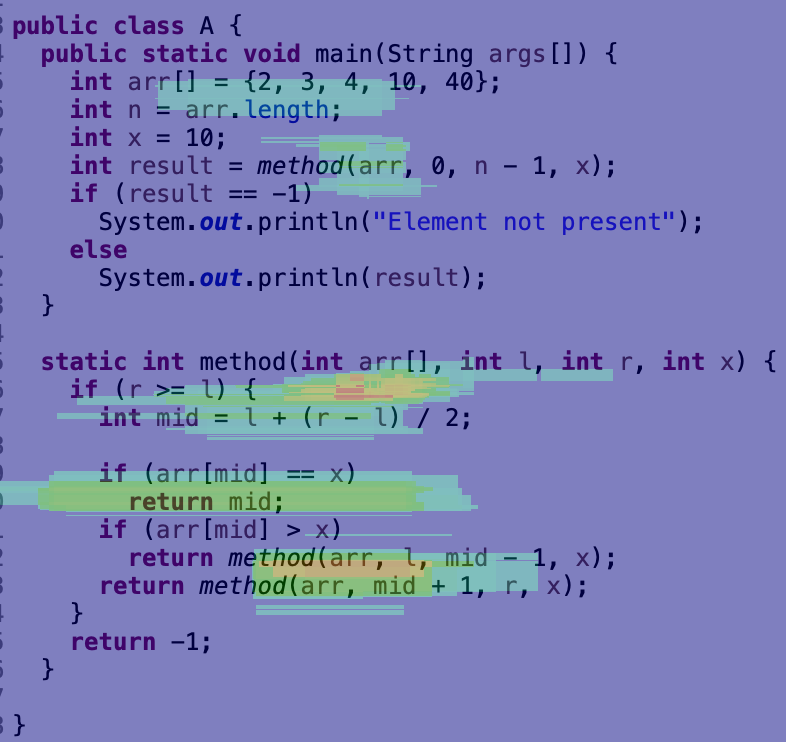 public class A {
public static void main(String args[]) {
int arr[] = {2, 3, 4, 10, 40};
int n = arr.length;
int x = 10;
int result = method(arr, 0, n - 1, x);
if (result == -1)
System.out.println("Element not present");
else
System.out.println(result);
}
static int method(int arr[], int l, int r, int x) {
if (r >= l) {
int mid = l + (r - l) / 2;
if (arr[mid] == x)
return mid;
if (arr[mid] > x)
return method(arr, l, mid - 1, x);
return method(arr, mid + 1, r, x);
}
return -1;
}
}